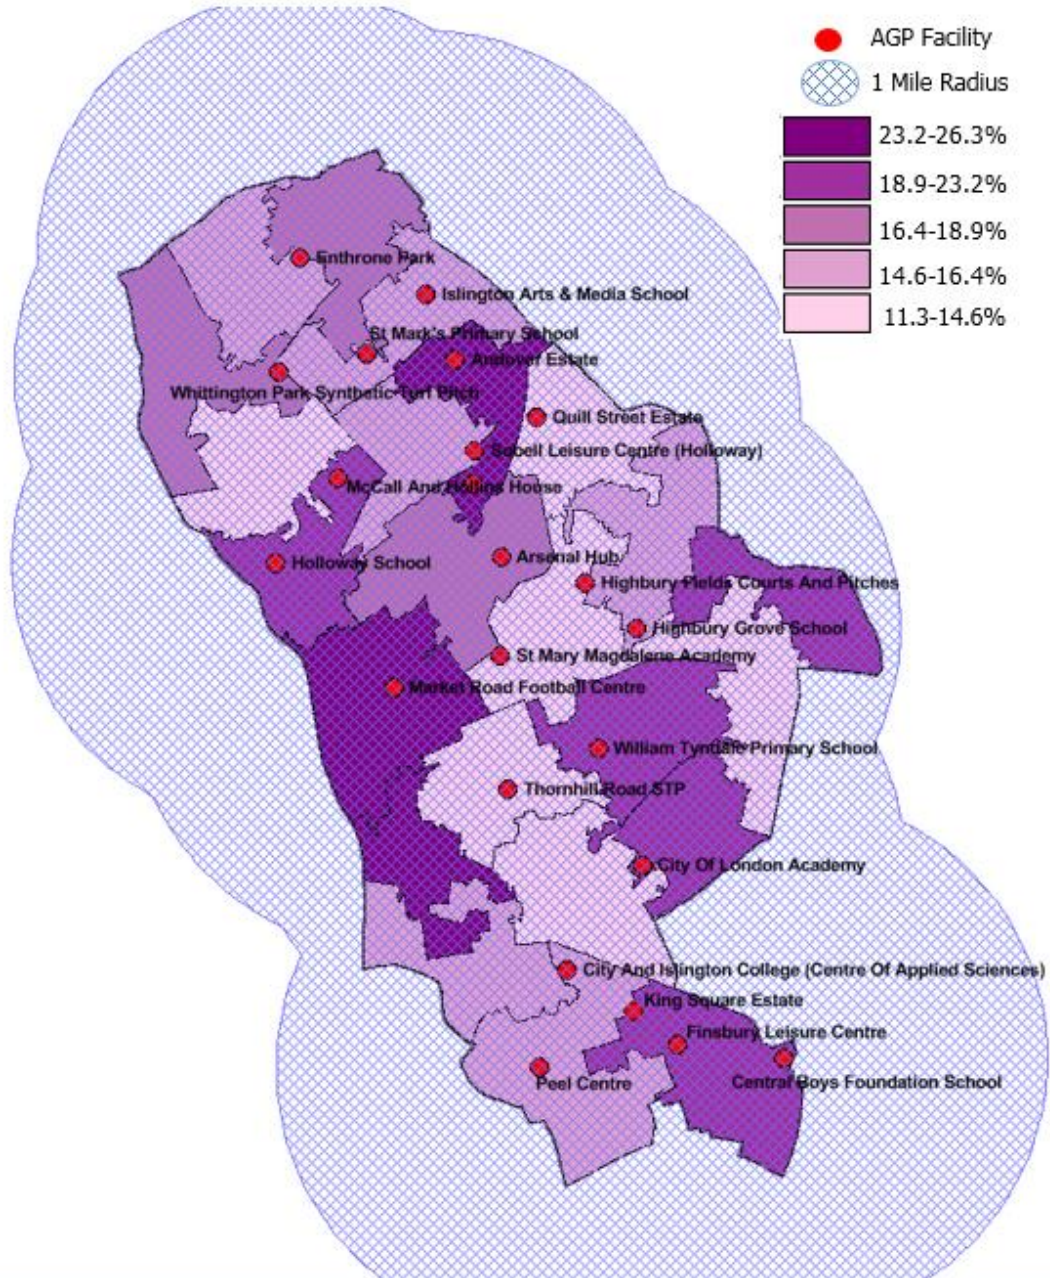 AGP Facility
1 Mile Radius
23.2-26.3%
18.9-23.2%
16.4-18.9%
14.6-16.4%
11.3-14.6%
Enthrone Park
Islington Arts & Media School
St Mark's Primary School
Andover Estate
Whittington Park Synthetic Turf Pitch
Quill Street Estate
Sobell Leisure Centre (Holloway)
McCall And Hollins House
Arsenal Hub
Holloway School
Highbury Fields Courts And Pitches
Highbury Grove School
St Mary Magdalene Academy
Market Road Football Centre
William Tyndale Primary School
Thornhill Road STP
City Of London Academy
City And Islington College (Centre Of Applied Sciences)
King Square Estate
Finsbury Leisure Centre
Central Boys Foundation School
Peel Centre